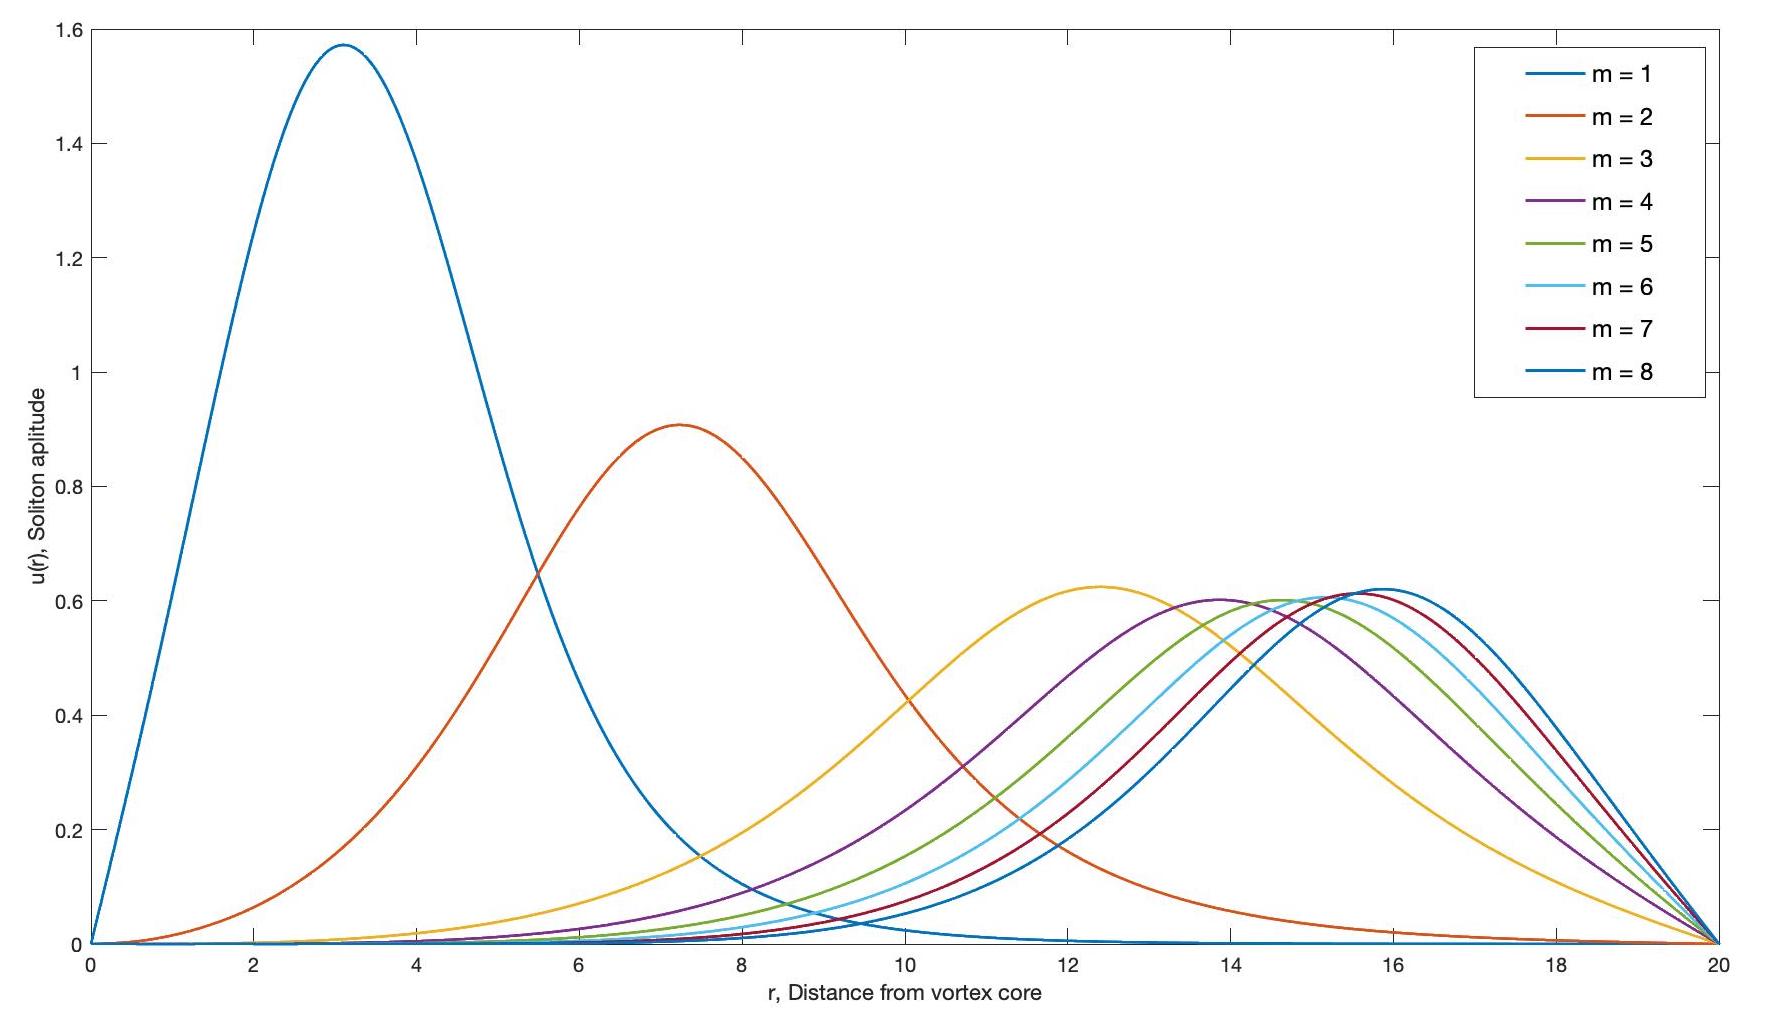 1.6
1.4
1.2
1
0.8
0.6
0.4
0.2
0
u(r), Soliton aplitude
m = 1
m = 2
m = 3
m = 4
m = 5
m = 6
m = 7
m = 8
0 2 4 6 8 10 12 14 16 18 20
r, Distance from vortex core